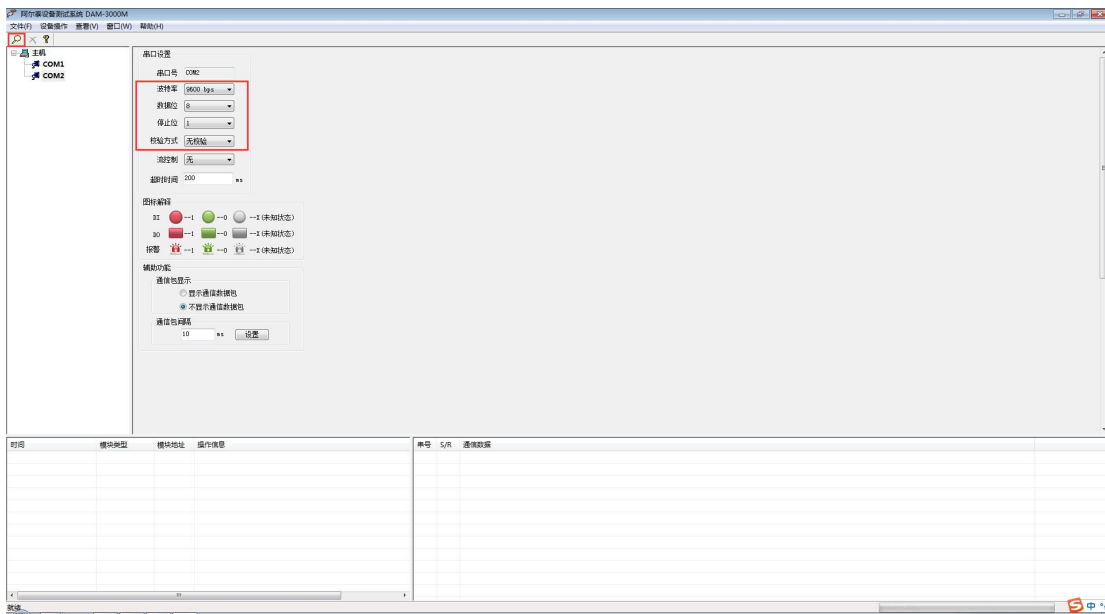 阿尔泰设备测试系统 DAM-3000M
文件(F) 设备操作 查看(V) 窗口(W) 帮助(H)
主机
COM1
COM2
串口设置
串口号 COM2
波特率 9600 bps
数据位 8
停止位 1
校验方式 无校验
流控制 无
超时时间 200 ms
图标解释
DI --1 --0 --X(未知状态)
DO --1 --0 --X(未知状态)
报警 --1 --0 --X(未知状态)
辅助功能
通信包显示
显示通信数据包
不显示通信数据包
通信包间隔
10 ms 设置
时间 模块类型 模块地址 操作信息
串号 S/R 通信数据
就绪
中